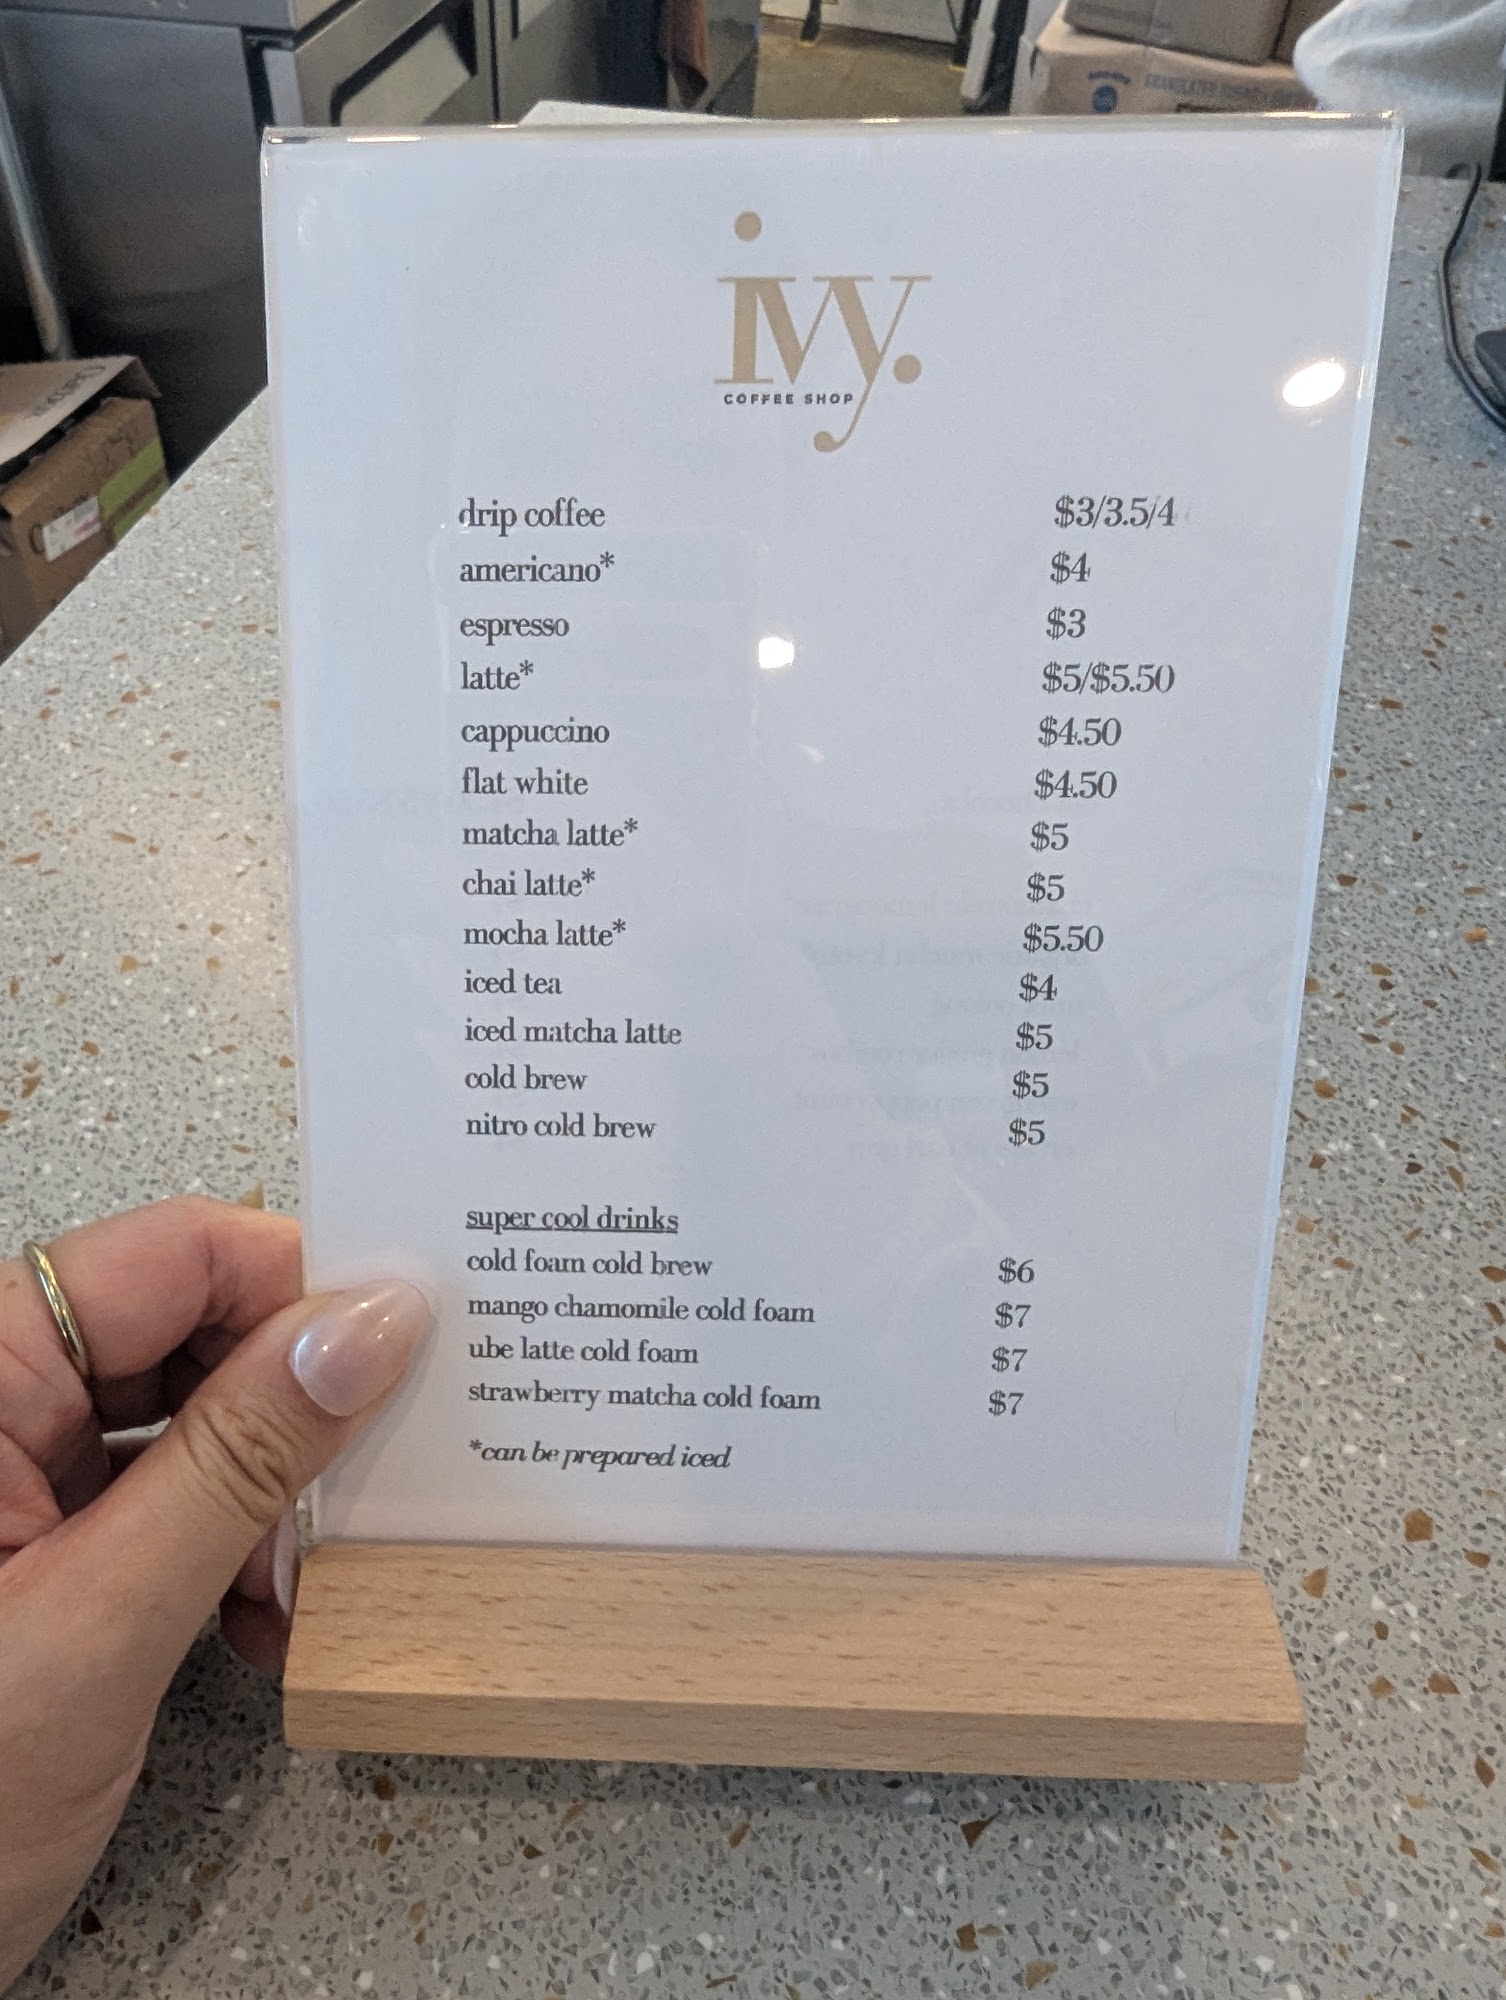 ivy.
COFFEE SHOP
drip coffee $3/3.5/4
americano* $4
espresso $3
latte* $5/$5.50
cappuccino $4.50
flat white $4.50
matcha latte* $5
chai latte* $5
mocha latte* $5.50
iced tea $4
iced matcha latte $5
cold brew $5
nitro cold brew $5
super cool drinks
cold foam cold brew $6
mango chamomile cold foam $7
ube latte cold foam $7
strawberry matcha cold foam $7
*can be prepared iced